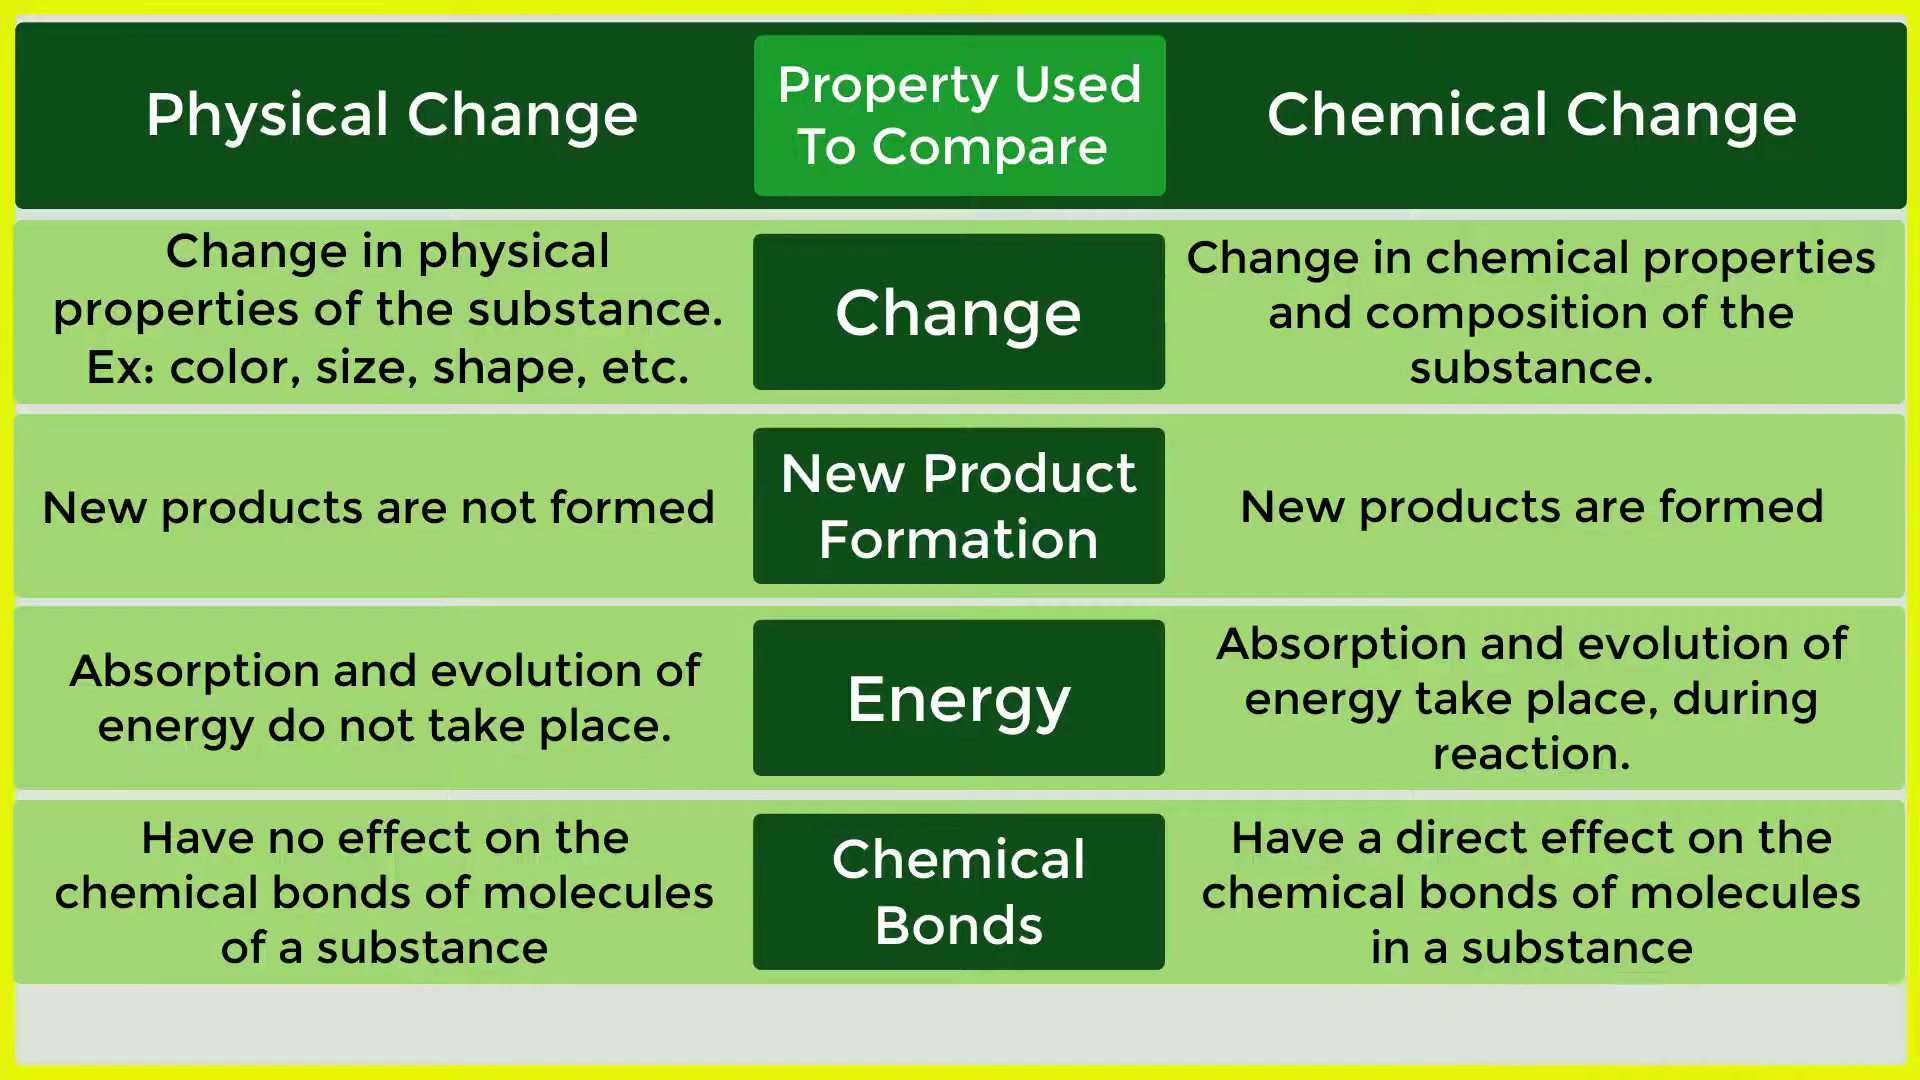 Physical Change
Property Used
To Compare
Chemical Change
Change in physical
properties of the substance.
Ex: color, size, shape, etc.
Change
Change in chemical properties
and composition of the
substance.
New products are not formed
New Product
Formation
New products are formed
Absorption and evolution of
energy do not take place.
Energy
Absorption and evolution of
energy take place, during
reaction.
Have no effect on the
chemical bonds of molecules
of a substance
Chemical
Bonds
Have a direct effect on the
chemical bonds of molecules
in a substance